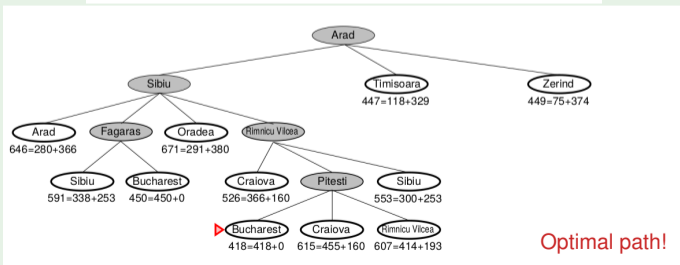 Arad
Sibiu
Timisoara
Zerind
447=118+329
449=75+374
Arad
Fagaras
Oradea
Rimnicu Vilcea
646=280+366
671=291+380
Sibiu
Bucharest
Craiova
Pitesti
Sibiu
591=338+253
450=450+0
526=366+160
553=300+253
Bucharest
Craiova
Rimnicu Vilcea
418=418+0
615=455+160
607=414+193
Optimal path!